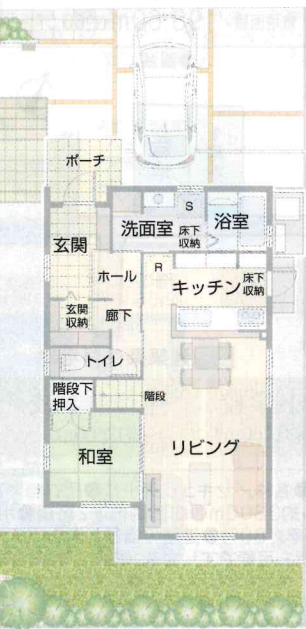 ポーチ
玄関
洗面室
S
床下
収納
浴室
ホール
R
キッチン
床下
収納
玄関
収納
廊下
トイレ
階段下
押入
階段
和室
リビング